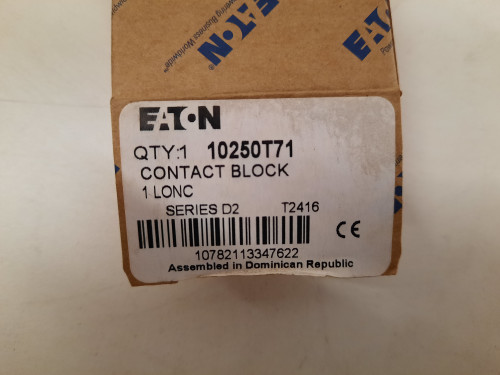 Powering Business Worldwide
EATON
EATON
QTY:1 10250T71
CONTACT BLOCK
1 LONC
SERIES D2 T2416
CE
10782113347622
Assembled in Dominican Republic